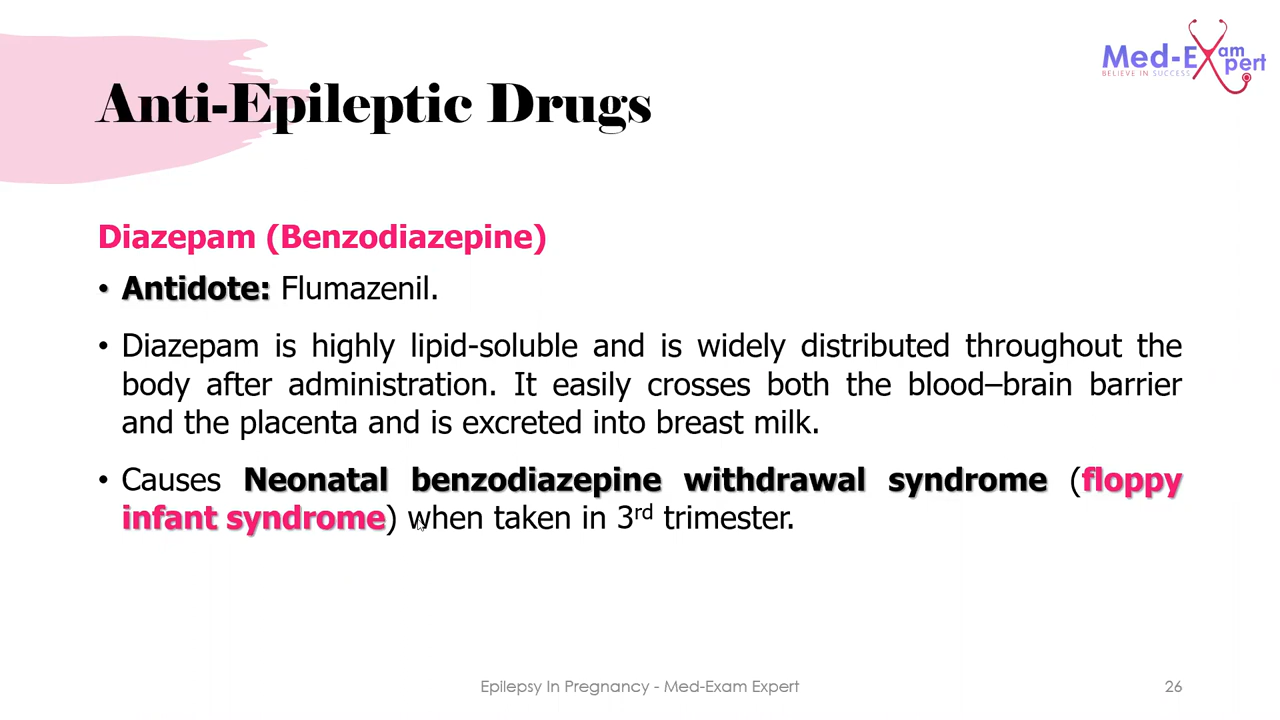 Med-Exam
pert
BELIEVE IN SUCCESS
Anti-Epileptic Drugs
Diazepam (Benzodiazepine)
• Antidote: Flumazenil.
• Diazepam is highly lipid-soluble and is widely distributed throughout the
body after administration. It easily crosses both the blood–brain barrier
and the placenta and is excreted into breast milk.
• Causes Neonatal benzodiazepine withdrawal syndrome (floppy
infant syndrome) when taken in 3rd trimester.
Epilepsy In Pregnancy - Med-Exam Expert
26